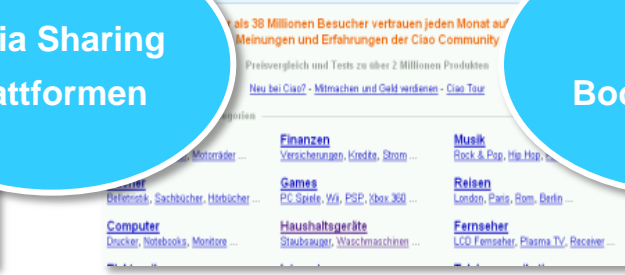 ia Sharing
attformen
Boo
als 38 Millionen Besucher vertrauen jeden Monat auf
Meinungen und Erfahrungen der Ciao Community
Preisvergleich und Tests zu über 2 Millionen Produkten
Neu bei Ciao? - Mitmachen und Geld verdienen - Ciao Tour
egorien
Finanzen
Musik
Motorräder ...
Versicherungen, Kredite, Strom ...
Rock & Pop, Hip Hop,
Games
Reisen
Belletristik, Sachbücher, Hörbücher ...
PC Spiele, Wii, PSP, Xbox 360 ...
London, Paris, Rom, Berlin ...
Computer
Haushaltsgeräte
Fernseher
Drucker, Notebooks, Monitore ...
Staubsauger, Waschmaschinen ...
LCD Fernseher, Plasma TV, Receiver ...